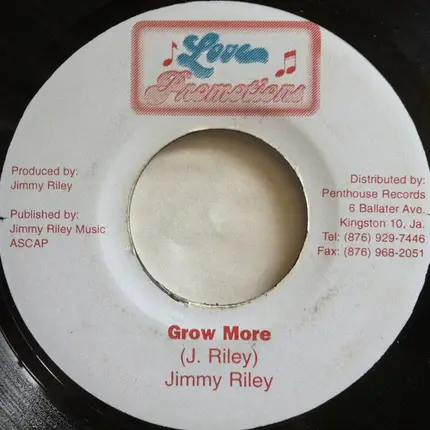 Love
Promotions
Produced by:
Jimmy Riley
Published by:
Jimmy Riley Music
ASCAP
Distributed by:
Penthouse Records
6 Ballater Ave.
Kingston 10, Ja.
Tel: (876) 929-7446
Fax: (876) 968-2051
Grow More
(J. Riley)
Jimmy Riley